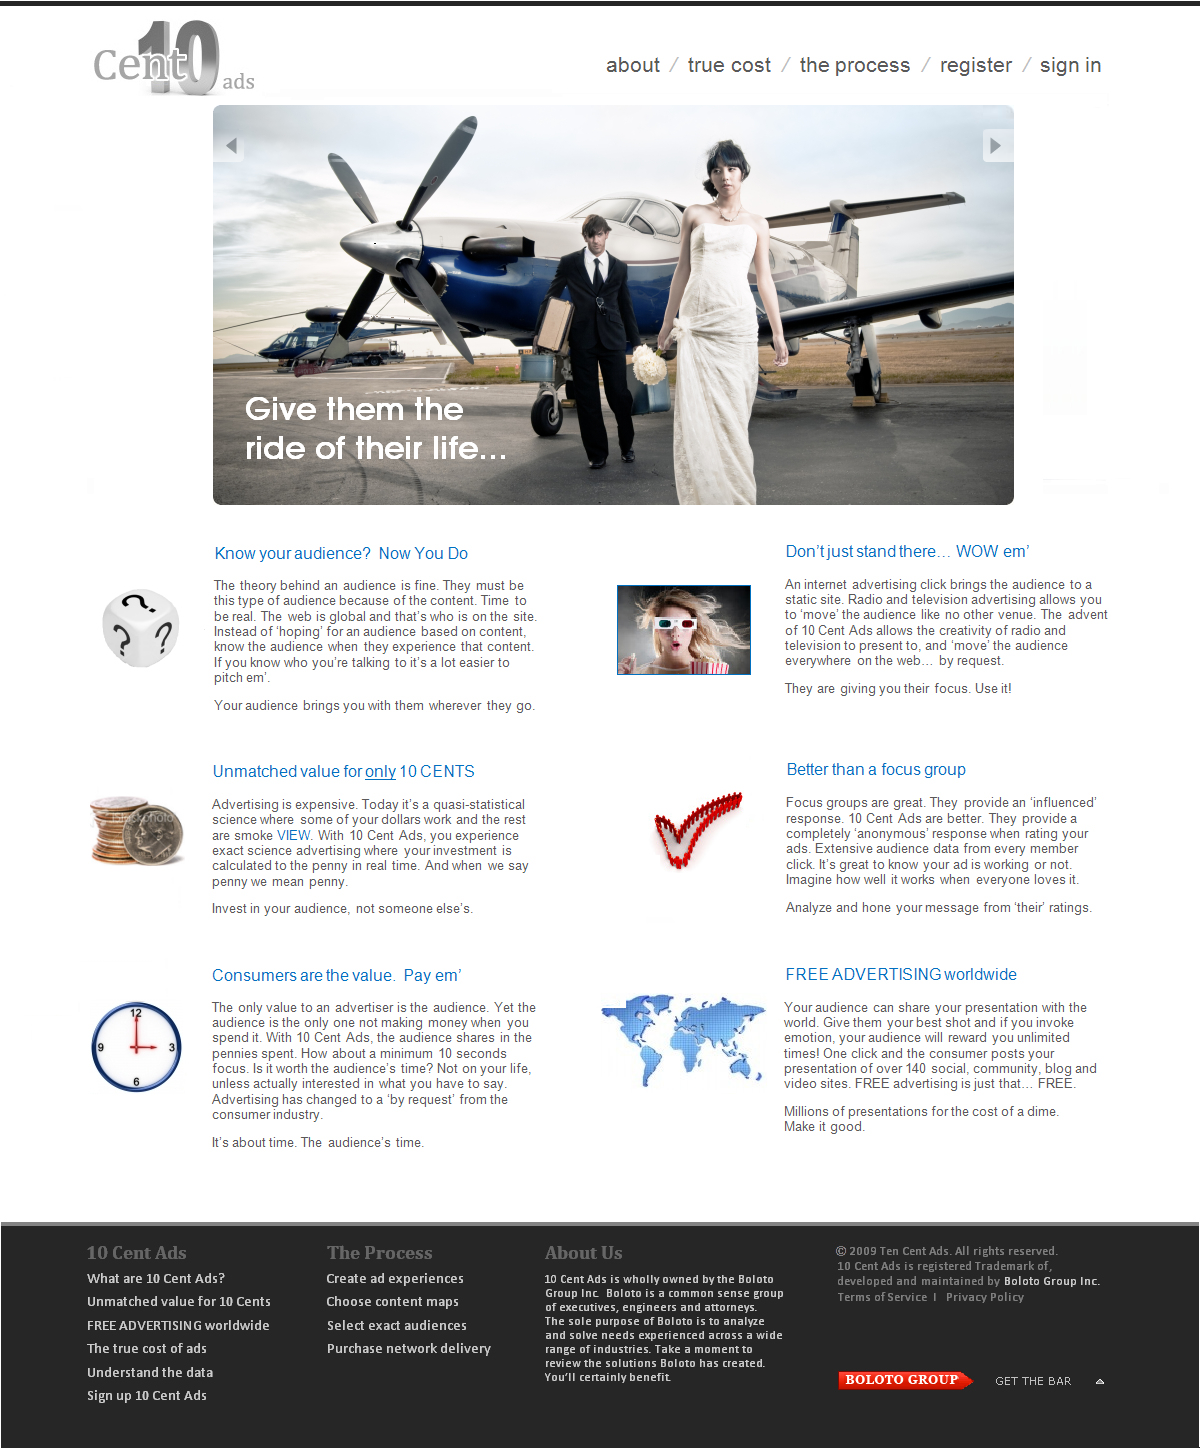 Cent 10 ads
about / true cost / the process / register / sign in
Give them the
ride of their life...
Know your audience?  Now You Do
The theory behind an audience is fine. They must be
this type of audience because of the content. Time to
be real. The web is global and that's who is on the site.
Instead of ‘hoping’ for an audience based on content,
know the audience when they experience that content.
If you know who you’re talking to it’s a lot easier to
pitch em’.
Your audience brings you with them wherever they go.
Don’t just stand there… WOW em’
An internet advertising click brings the audience to a
static site. Radio and television advertising allows you
to ‘move’ the audience like no other venue. The advent
of 10 Cent Ads allows the creativity of radio and
television to present to, and ‘move’ the audience
everywhere on the web… by request.
They are giving you their focus. Use it!
Unmatched value for only 10 CENTS
Advertising is expensive. Today it’s a quasi-statistical
science where some of your dollars work and the rest
are smoke VIEW. With 10 Cent Ads, you experience
exact science advertising where your investment is
calculated to the penny in real time. And when we say
penny we mean penny.
Invest in your audience, not someone else’s.
Better than a focus group
Focus groups are great. They provide an ‘influenced’
response. 10 Cent Ads are better. They provide a
completely ‘anonymous’ response when rating your
ads. Extensive audience data from every member
click. It’s great to know your ad is working or not.
Imagine how well it works when everyone loves it.
Analyze and hone your message from ‘their’ ratings.
Consumers are the value.  Pay em’
The only value to an advertiser is the audience. Yet the
audience is the only one not making money when you
spend it. With 10 Cent Ads, the audience shares in the
pennies spent. How about a minimum 10 seconds
focus. Is it worth the audience’s time? Not on your life,
unless actually interested in what you have to say.
Advertising has changed to a ‘by request’ from the
consumer industry.
It’s about time. The audience’s time.
12
3
6
9
FREE ADVERTISING worldwide
Your audience can share your presentation with the
world. Give them your best shot and if you invoke
emotion, your audience will reward you unlimited
times! One click and the consumer posts your
presentation of over 140 social, community, blog and
video sites. FREE advertising is just that… FREE.
Millions of presentations for the cost of a dime.
Make it good.
10 Cent Ads
What are 10 Cent Ads?
Unmatched value for 10 Cents
FREE ADVERTISING worldwide
The true cost of ads
Understand the data
Sign up 10 Cent Ads
The Process
Create ad experiences
Choose content maps
Select exact audiences
Purchase network delivery
About Us
10 Cent Ads is wholly owned by the Boloto
Group Inc.  Boloto is a common sense group
of executives, engineers and attorneys.
The sole purpose of Boloto is to analyze
and solve needs experienced across a wide
range of industries. Take a moment to
review the solutions Boloto has created.
You’ll certainly benefit.
© 2009 Ten Cent Ads. All rights reserved.
10 Cent Ads is registered Trademark of,
developed and maintained by Boloto Group Inc.
Terms of Service  I  Privacy Policy
BOLOTO GROUP
GET THE BAR